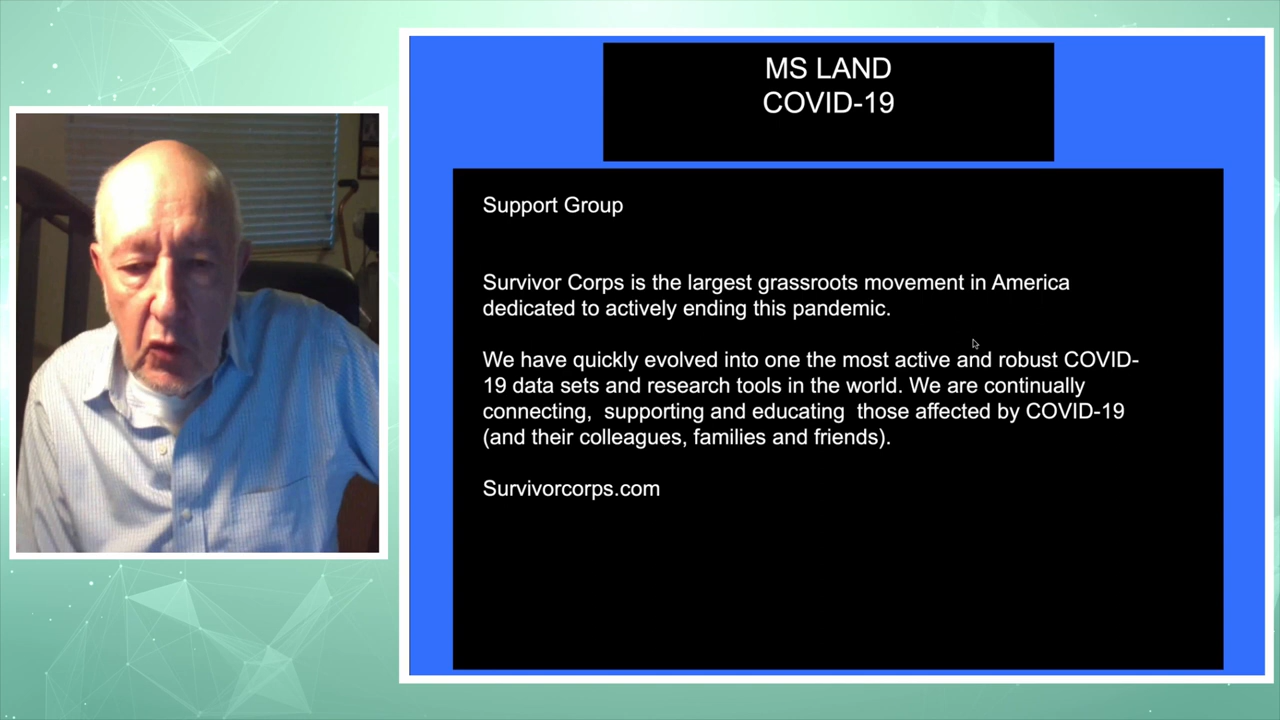 MS LAND
COVID-19
Support Group
Survivor Corps is the largest grassroots movement in America
dedicated to actively ending this pandemic.
We have quickly evolved into one the most active and robust COVID-
19 data sets and research tools in the world. We are continually
connecting,  supporting and educating  those affected by COVID-19
(and their colleagues, families and friends).
Survivorcorps.com